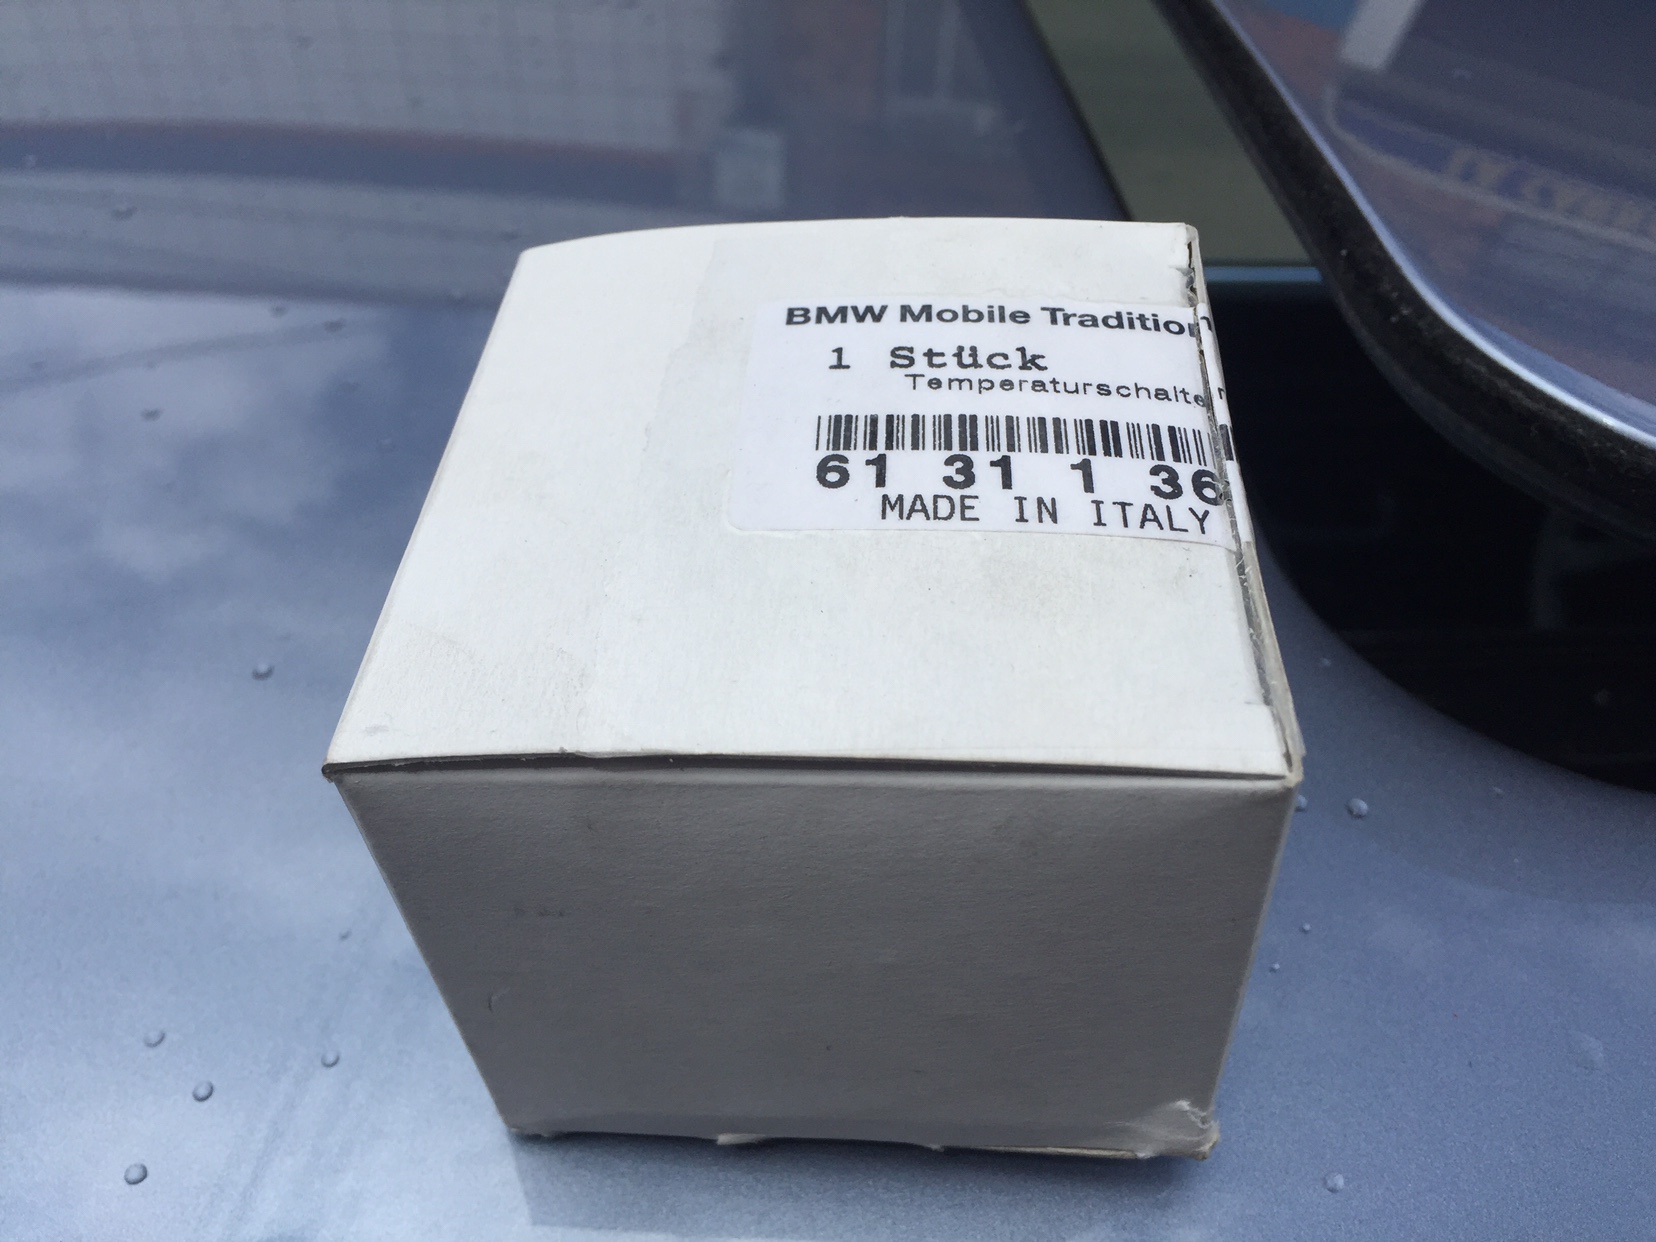 BMW Mobile Tradition
1 Stück
Temperaturschalter
61 31 1 36
MADE IN ITALY